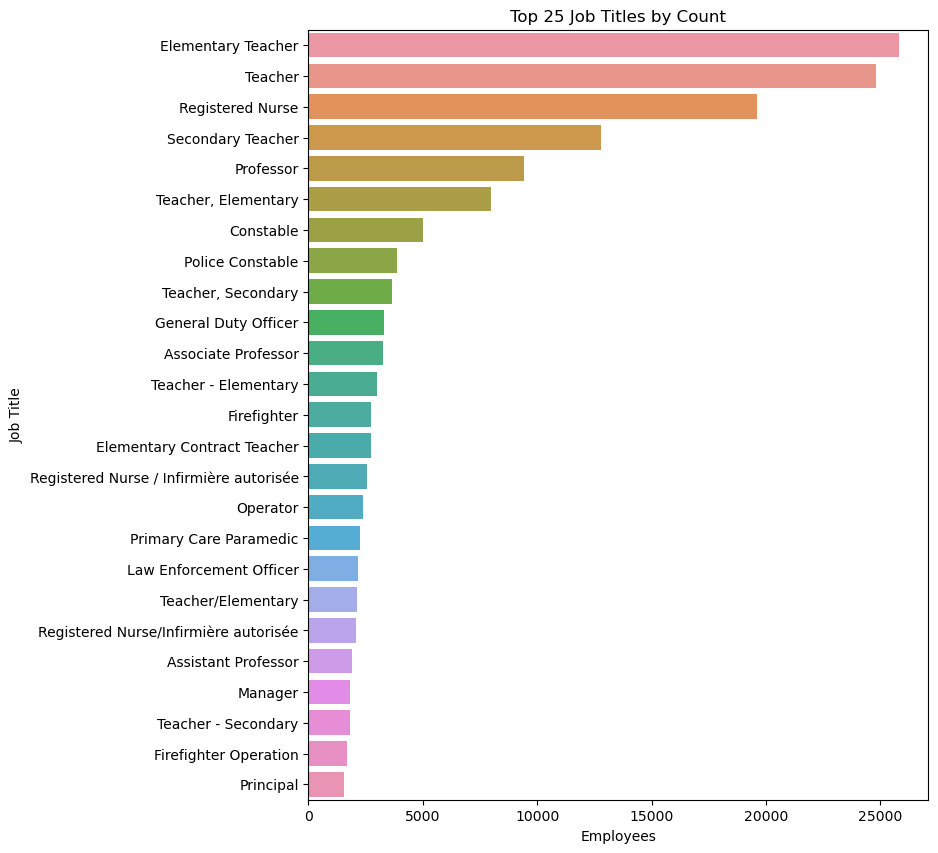 Top 25 Job Titles by Count
Elementary Teacher
Teacher
Registered Nurse
Secondary Teacher
Professor
Teacher, Elementary
Constable
Police Constable
Teacher, Secondary
General Duty Officer
Associate Professor
Teacher - Elementary
Firefighter
Elementary Contract Teacher
Registered Nurse / Infirmière autorisée
Operator
Primary Care Paramedic
Law Enforcement Officer
Teacher/Elementary
Registered Nurse/Infirmière autorisée
Assistant Professor
Manager
Teacher - Secondary
Firefighter Operation
Principal
Job Title
0 5000 10000 15000 20000 25000
Employees